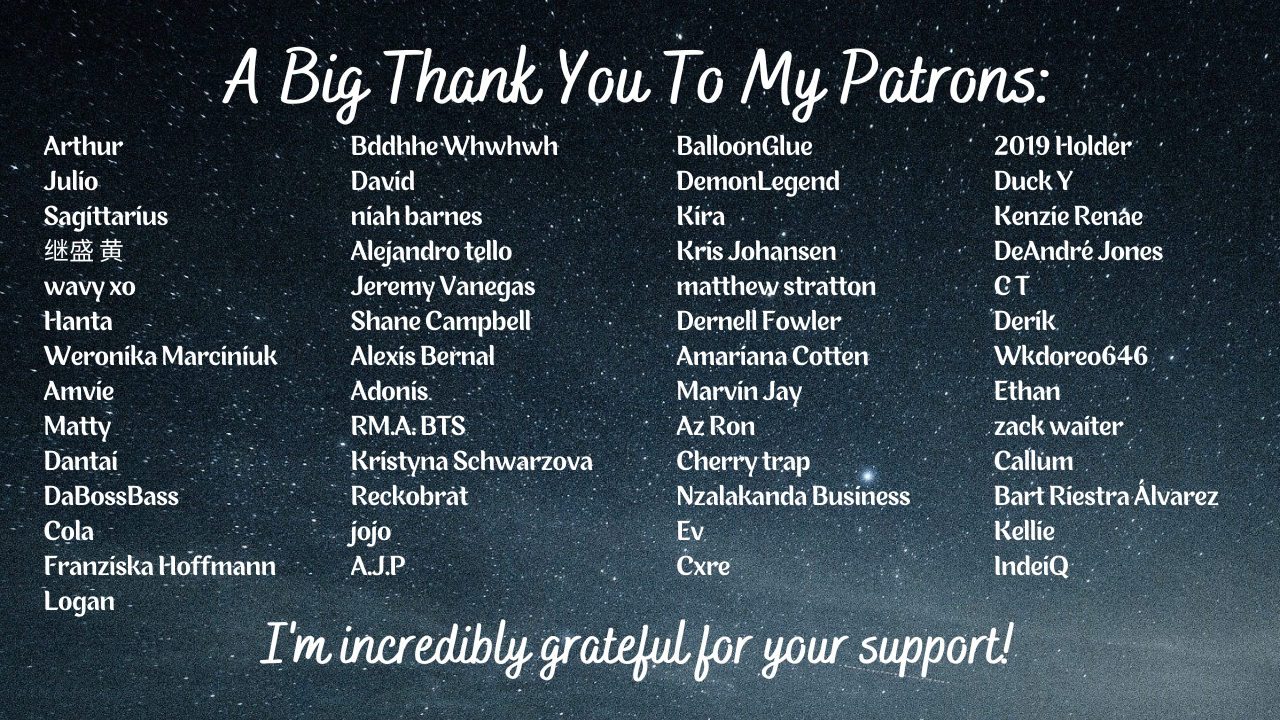 A Big Thank You To My Patrons:
Arthur
Julio
Sagittarius
继盛 黄
wavy xo
Hanta
Weronika Marciniuk
Amvie
Matty
Dantai
DaBossBass
Cola
Franziska Hoffmann
Logan
Bddhhe Whwhwh
David
niah barnes
Alejandro tello
Jeremy Vanegas
Shane Campbell
Alexis Bernal
Adonis
RM.A. BTS
Kristyna Schwarzova
Reckobrat
jojo
A.J.P
BalloonGlue
DemonLegend
Kira
Kris Johansen
matthew stratton
Dernell Fowler
Amariana Cotten
Marvin Jay
Az Ron
Cherry trap
Nzalakanda Business
Ev
Cxre
2019 Holder
Duck Y
Kenzie Renae
DeAndré Jones
C T
Derik
Wkdoreo646
Ethan
zack waiter
Callum
Bart Riestra Álvarez
Kellie
IndeiQ
I'm incredibly grateful for your support!